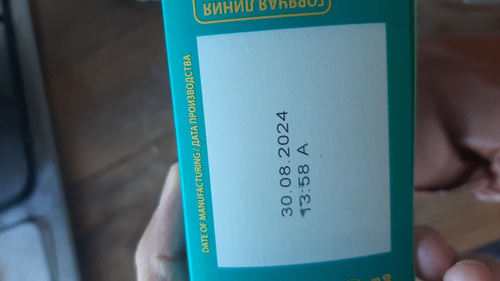 ГОРЯЧАЯ ЛИНИЯ
DATE OF MANUFACTURING / ДАТА ПРОИЗВОДСТВА
30.08.2024
13:58 A